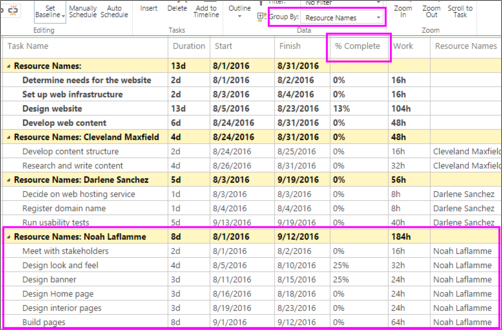 Set Baseline
Manually Schedule
Auto Schedule
Insert
Delete
Add to Timeline
Outline
Filter:
No Filter
Group By:
Resource Names
Zoom In
Zoom Out
Scroll to Task
Editing
Tasks
Data
Zoom
Task Name Duration Start Finish % Complete Work Resource Names
Resource Names: 13d 8/1/2016 8/31/2016
Determine needs for the website 2d 8/1/2016 8/2/2016 0% 16h
Set up web infrastructure 2d 8/3/2016 8/4/2016 0% 16h
Design website 13d 8/5/2016 8/23/2016 13% 104h
Develop web content 6d 8/24/2016 8/31/2016 0% 48h
Resource Names: Cleveland Maxfield 4d 8/24/2016 8/31/2016 0% 48h
Develop content structure 2d 8/24/2016 8/25/2016 0% 16h Cleveland Maxfield
Research and write content 4d 8/26/2016 8/31/2016 0% 32h Cleveland Maxfield
Resource Names: Darlene Sanchez 5d 8/3/2016 9/19/2016 0% 56h
Decide on web hosting service 1d 8/3/2016 8/3/2016 0% 8h Darlene Sanchez
Register domain name 1d 8/4/2016 8/4/2016 0% 8h Darlene Sanchez
Run usability tests 5d 9/13/2016 9/19/2016 0% 40h Darlene Sanchez
Resource Names: Noah Laflamme 8d 8/1/2016 9/12/2016 184h
Meet with stakeholders 2d 8/1/2016 8/2/2016 0% 16h Noah Laflamme
Design look and feel 4d 8/5/2016 8/10/2016 25% 32h Noah Laflamme
Design banner 3d 8/11/2016 8/15/2016 25% 24h Noah Laflamme
Design Home page 3d 8/16/2016 8/18/2016 0% 24h Noah Laflamme
Design interior pages 3d 8/19/2016 8/23/2016 0% 24h Noah Laflamme
Build pages 8d 9/1/2016 9/12/2016 0% 64h Noah Laflamme